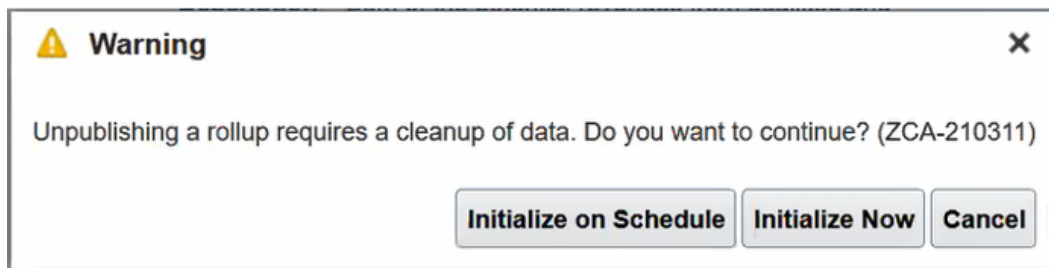 Warning
Unpublishing a rollup requires a cleanup of data. Do you want to continue? (ZCA-210311)
Initialize on Schedule Initialize Now Cancel